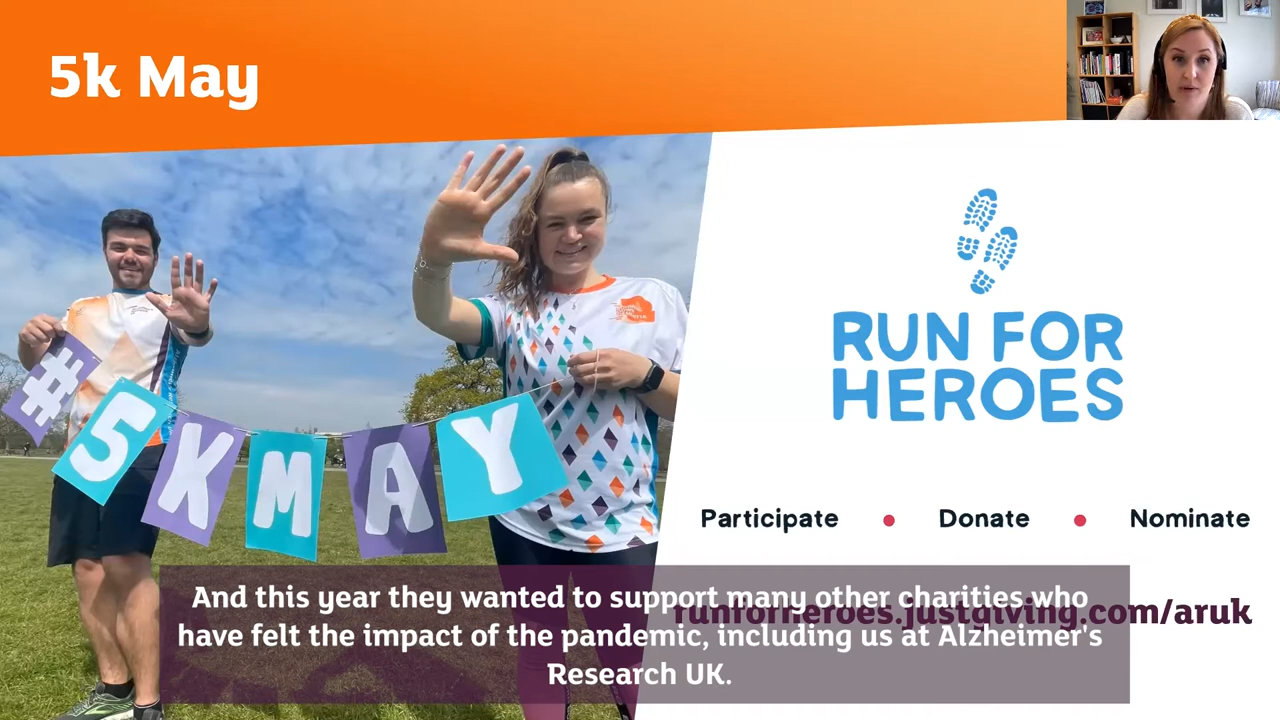 5k May
#5KMAY
RUN FOR
HEROES
Participate • Donate • Nominate
runforheroes.justgiving.com/aruk
And this year they wanted to support many other charities who
have felt the impact of the pandemic, including us at Alzheimer's
Research UK.